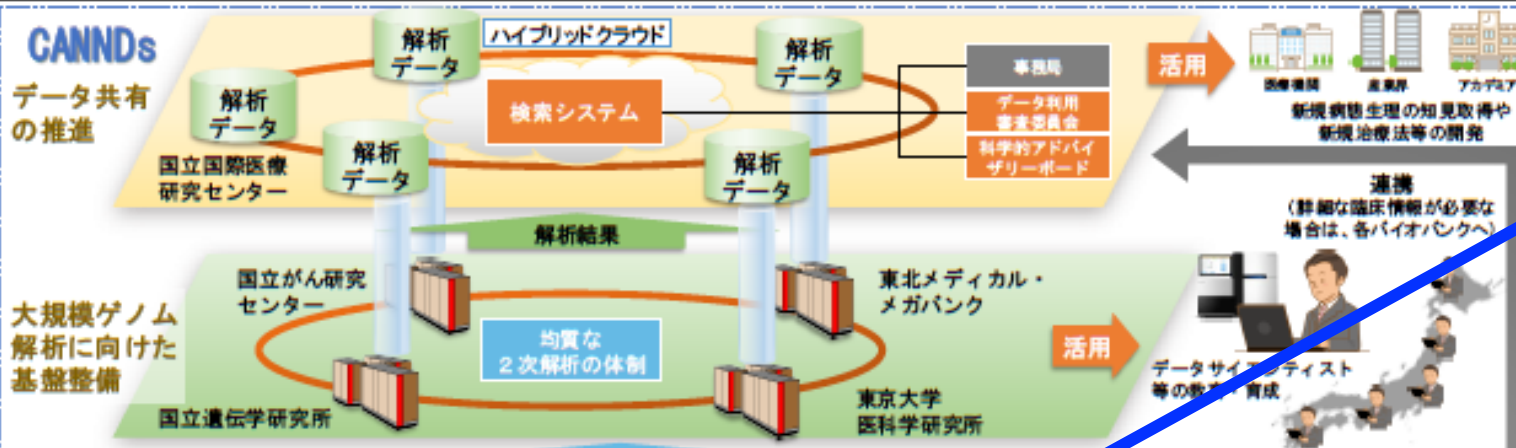 CANNDs
データ共有
の推進
解析
データ
ハイブリッドクラウド
解析
データ
解析
データ
検索システム
事務局
データ利用
審査委員会
科学的アドバイ
ザリーボード
国立国際医療
研究センター
解析
データ
解析
データ
活用
医療機関
産業界
アカデミア
新規病態生理の知見取得や
新規治療法等の開発
連携
(詳細な臨床情報が必要な
場合は、各バイオバンクへ)
解析結果
大規模ゲノム
解析に向けた
基盤整備
国立がん研究
センター
東北メディカル・
メガバンク
均質な
2次解析の体制
国立遺伝学研究所
東京大学
医科学研究所
活用
データサイエンティスト
等の教育・育成